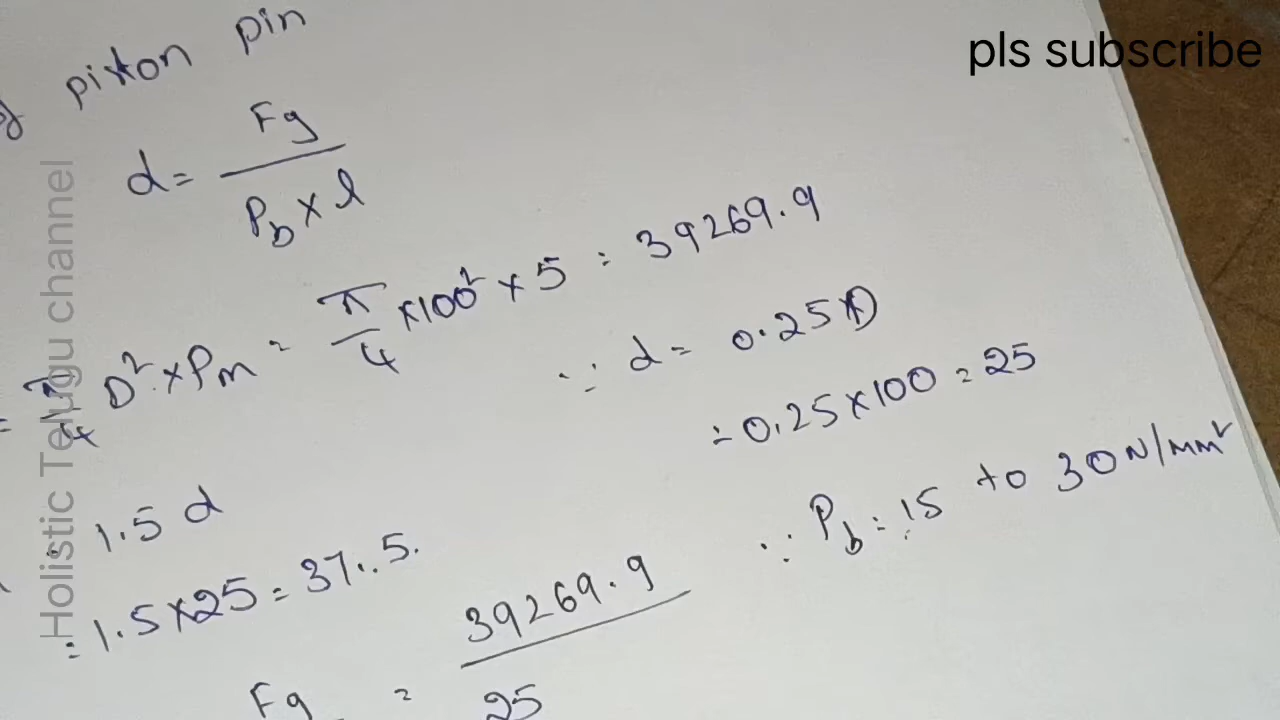 pls subscribe
Holistic Telugu channel
of piston pin
d = Fg / Pb × l
= π/4 D² × Pm = π/4 × 100² × 5 = 39269.9
∵ d = 0.25 × D
= 0.25 × 100 = 25
1.5 d
= 1.5 × 25 = 37.5.
∵ Pb = 15 to 30 N/mm²
Fg = 39269.9 / 25